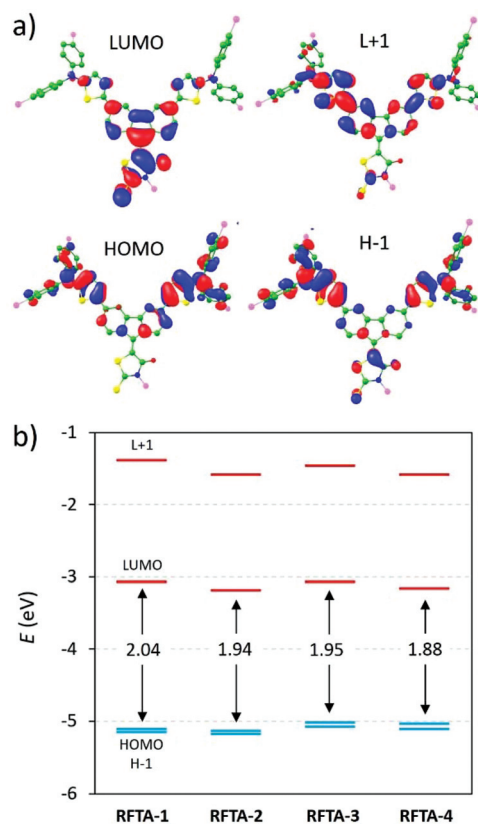 a)
LUMO
L+1
HOMO
H-1
b)
-1
L+1
-2
LUMO
-3
E (eV)
-4
2.04
1.94
1.95
1.88
-5
HOMO
H-1
-6
RFTA-1
RFTA-2
RFTA-3
RFTA-4